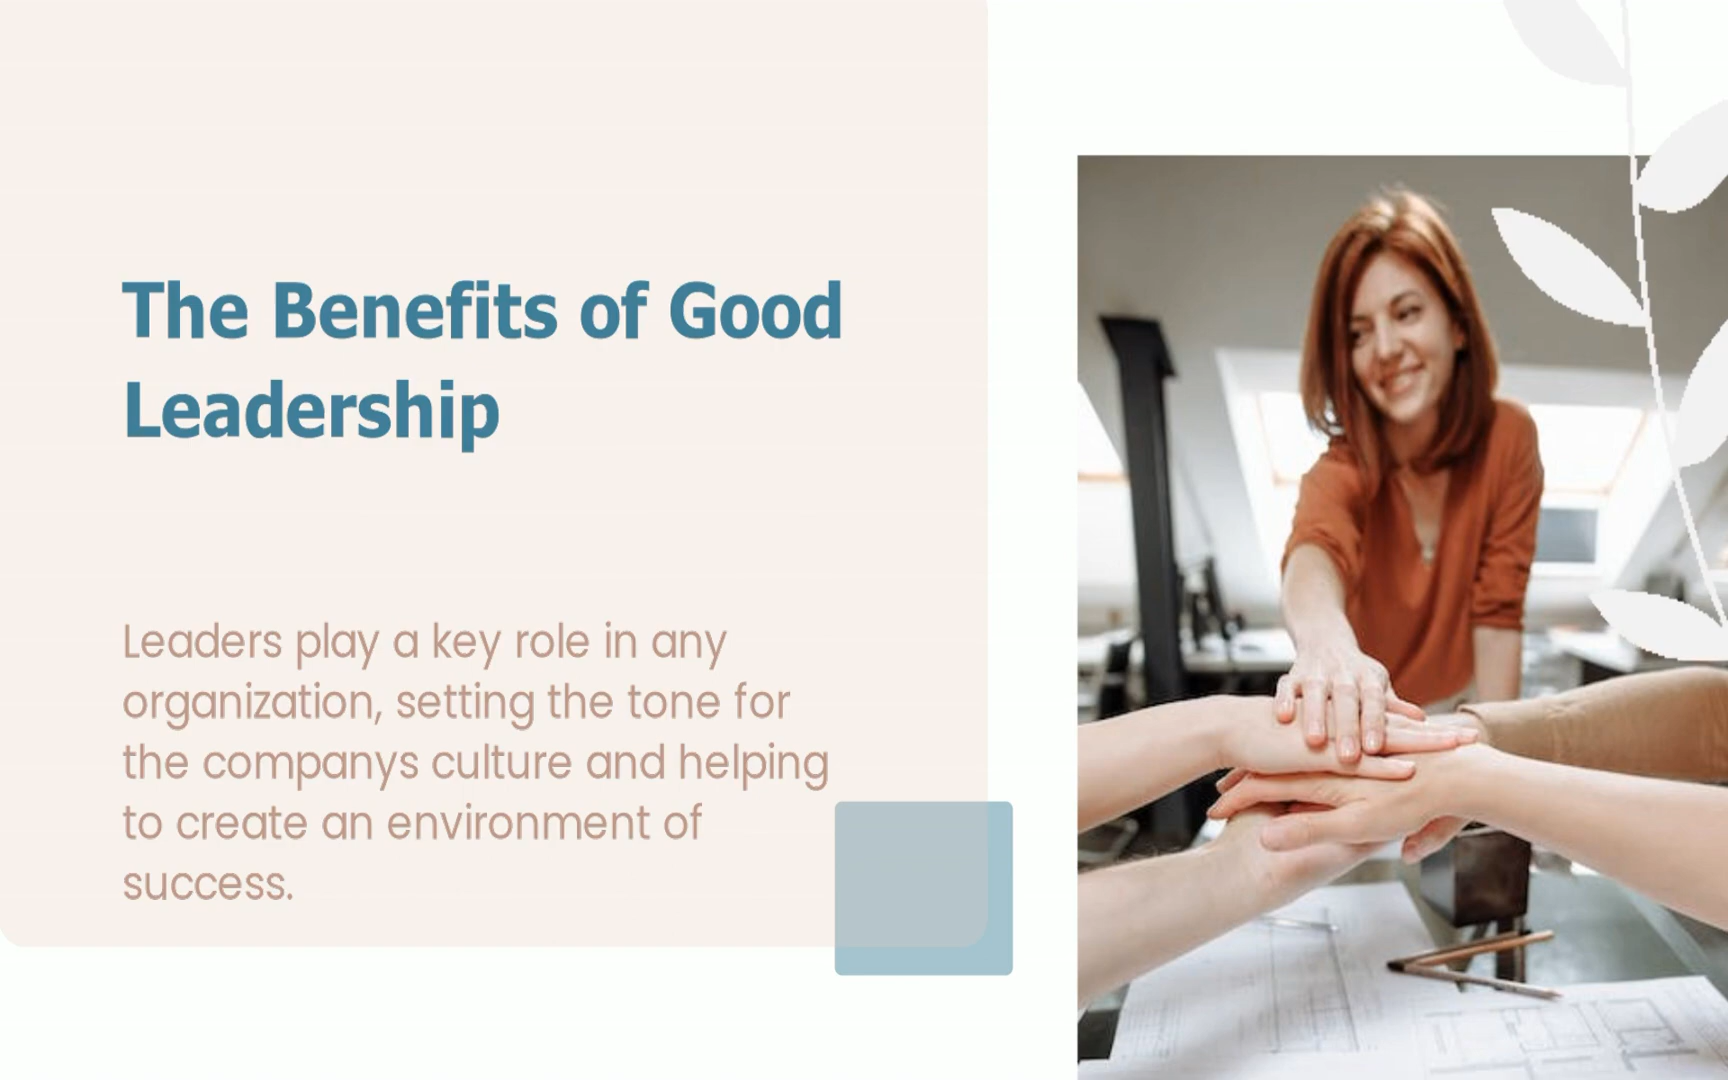 The Benefits of Good
Leadership
Leaders play a key role in any
organization, setting the tone for
the companys culture and helping
to create an environment of
success.